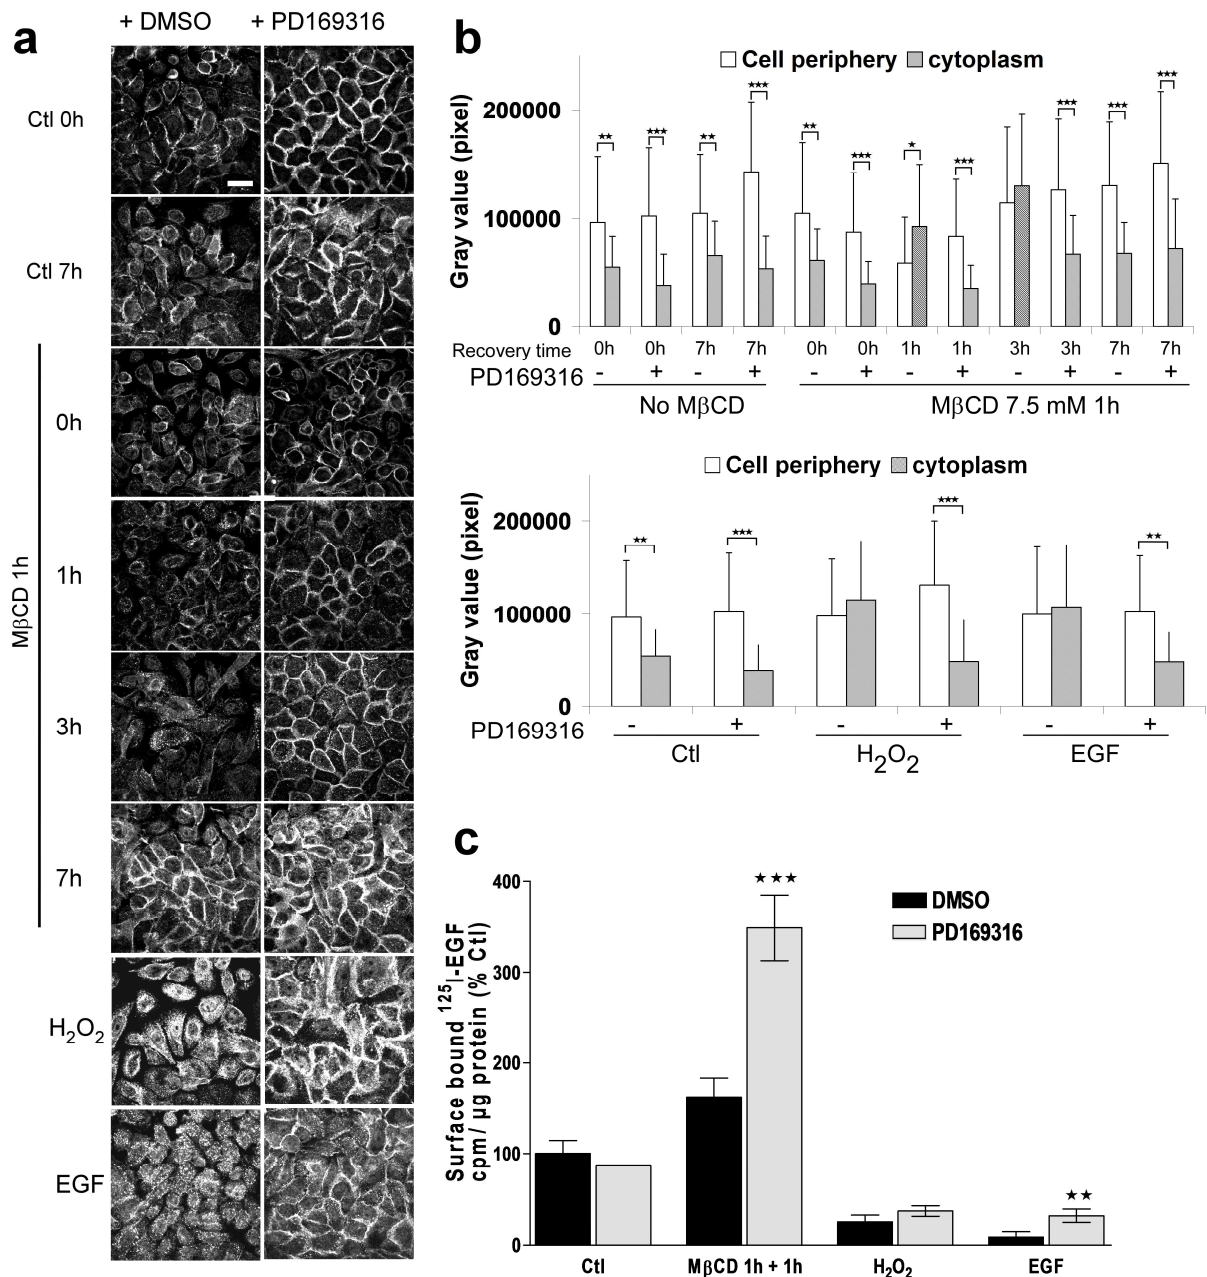 a
+ DMSO + PD169316
Ctl 0h
Ctl 7h
MβCD 1h
0h
1h
3h
7h
H2O2
EGF
b
Cell periphery cytoplasm
Gray value (pixel)
200000
100000
0
★★ ★★★ ★★ ★★★ ★★ ★★★ ★ ★★★ ★★★ ★★★ ★★★
Recovery time 0h 0h 7h 7h 0h 0h 1h 1h 3h 3h 7h 7h
PD169316 - + - + - + - + - + - +
No MβCD MβCD 7.5 mM 1h
Cell periphery cytoplasm
Gray value (pixel)
200000
100000
0
★★ ★★★ ★★★ ★★
PD169316 - + - + - +
Ctl H2O2 EGF
c
Surface bound 125|-EGF
cpm/ µg protein (% Ctl)
400
300
200
100
0
★★★
★★
DMSO
PD169316
Ctl MβCD 1h + 1h H2O2 EGF